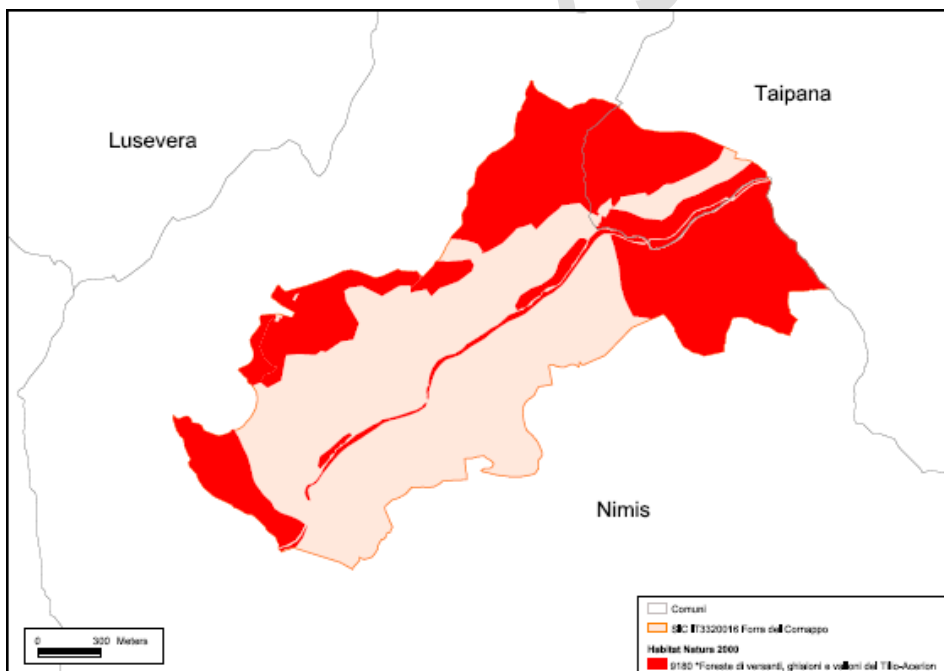 Taipana
Lusevera
Nimis
0 300 Meters
Comuni
SIC IT3320016 Forra del Cornappo
Habitat Natura 2000
9180 *Foreste di versanti, ghiaioni e valloni del Tilio-Acerion